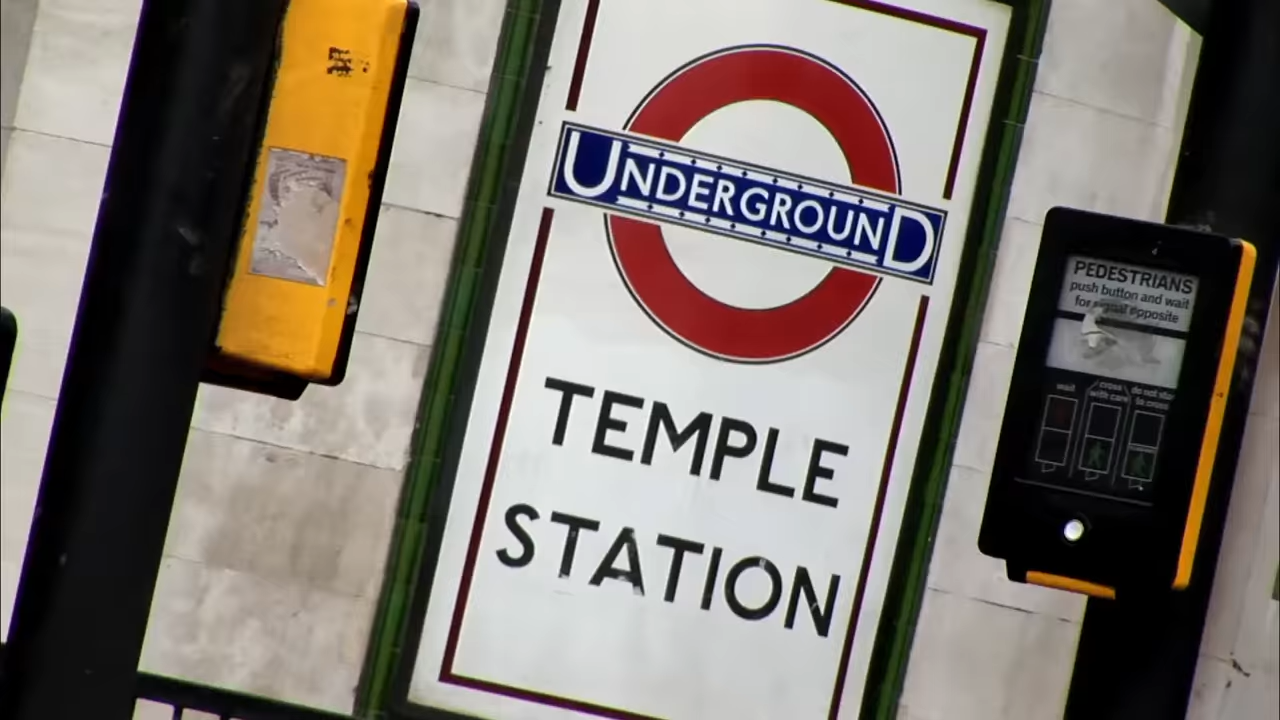 UNDERGROUND
TEMPLE
STATION
PEDESTRIANS
push button and wait
for signal opposite
wait
cross
with care
do not
to cross